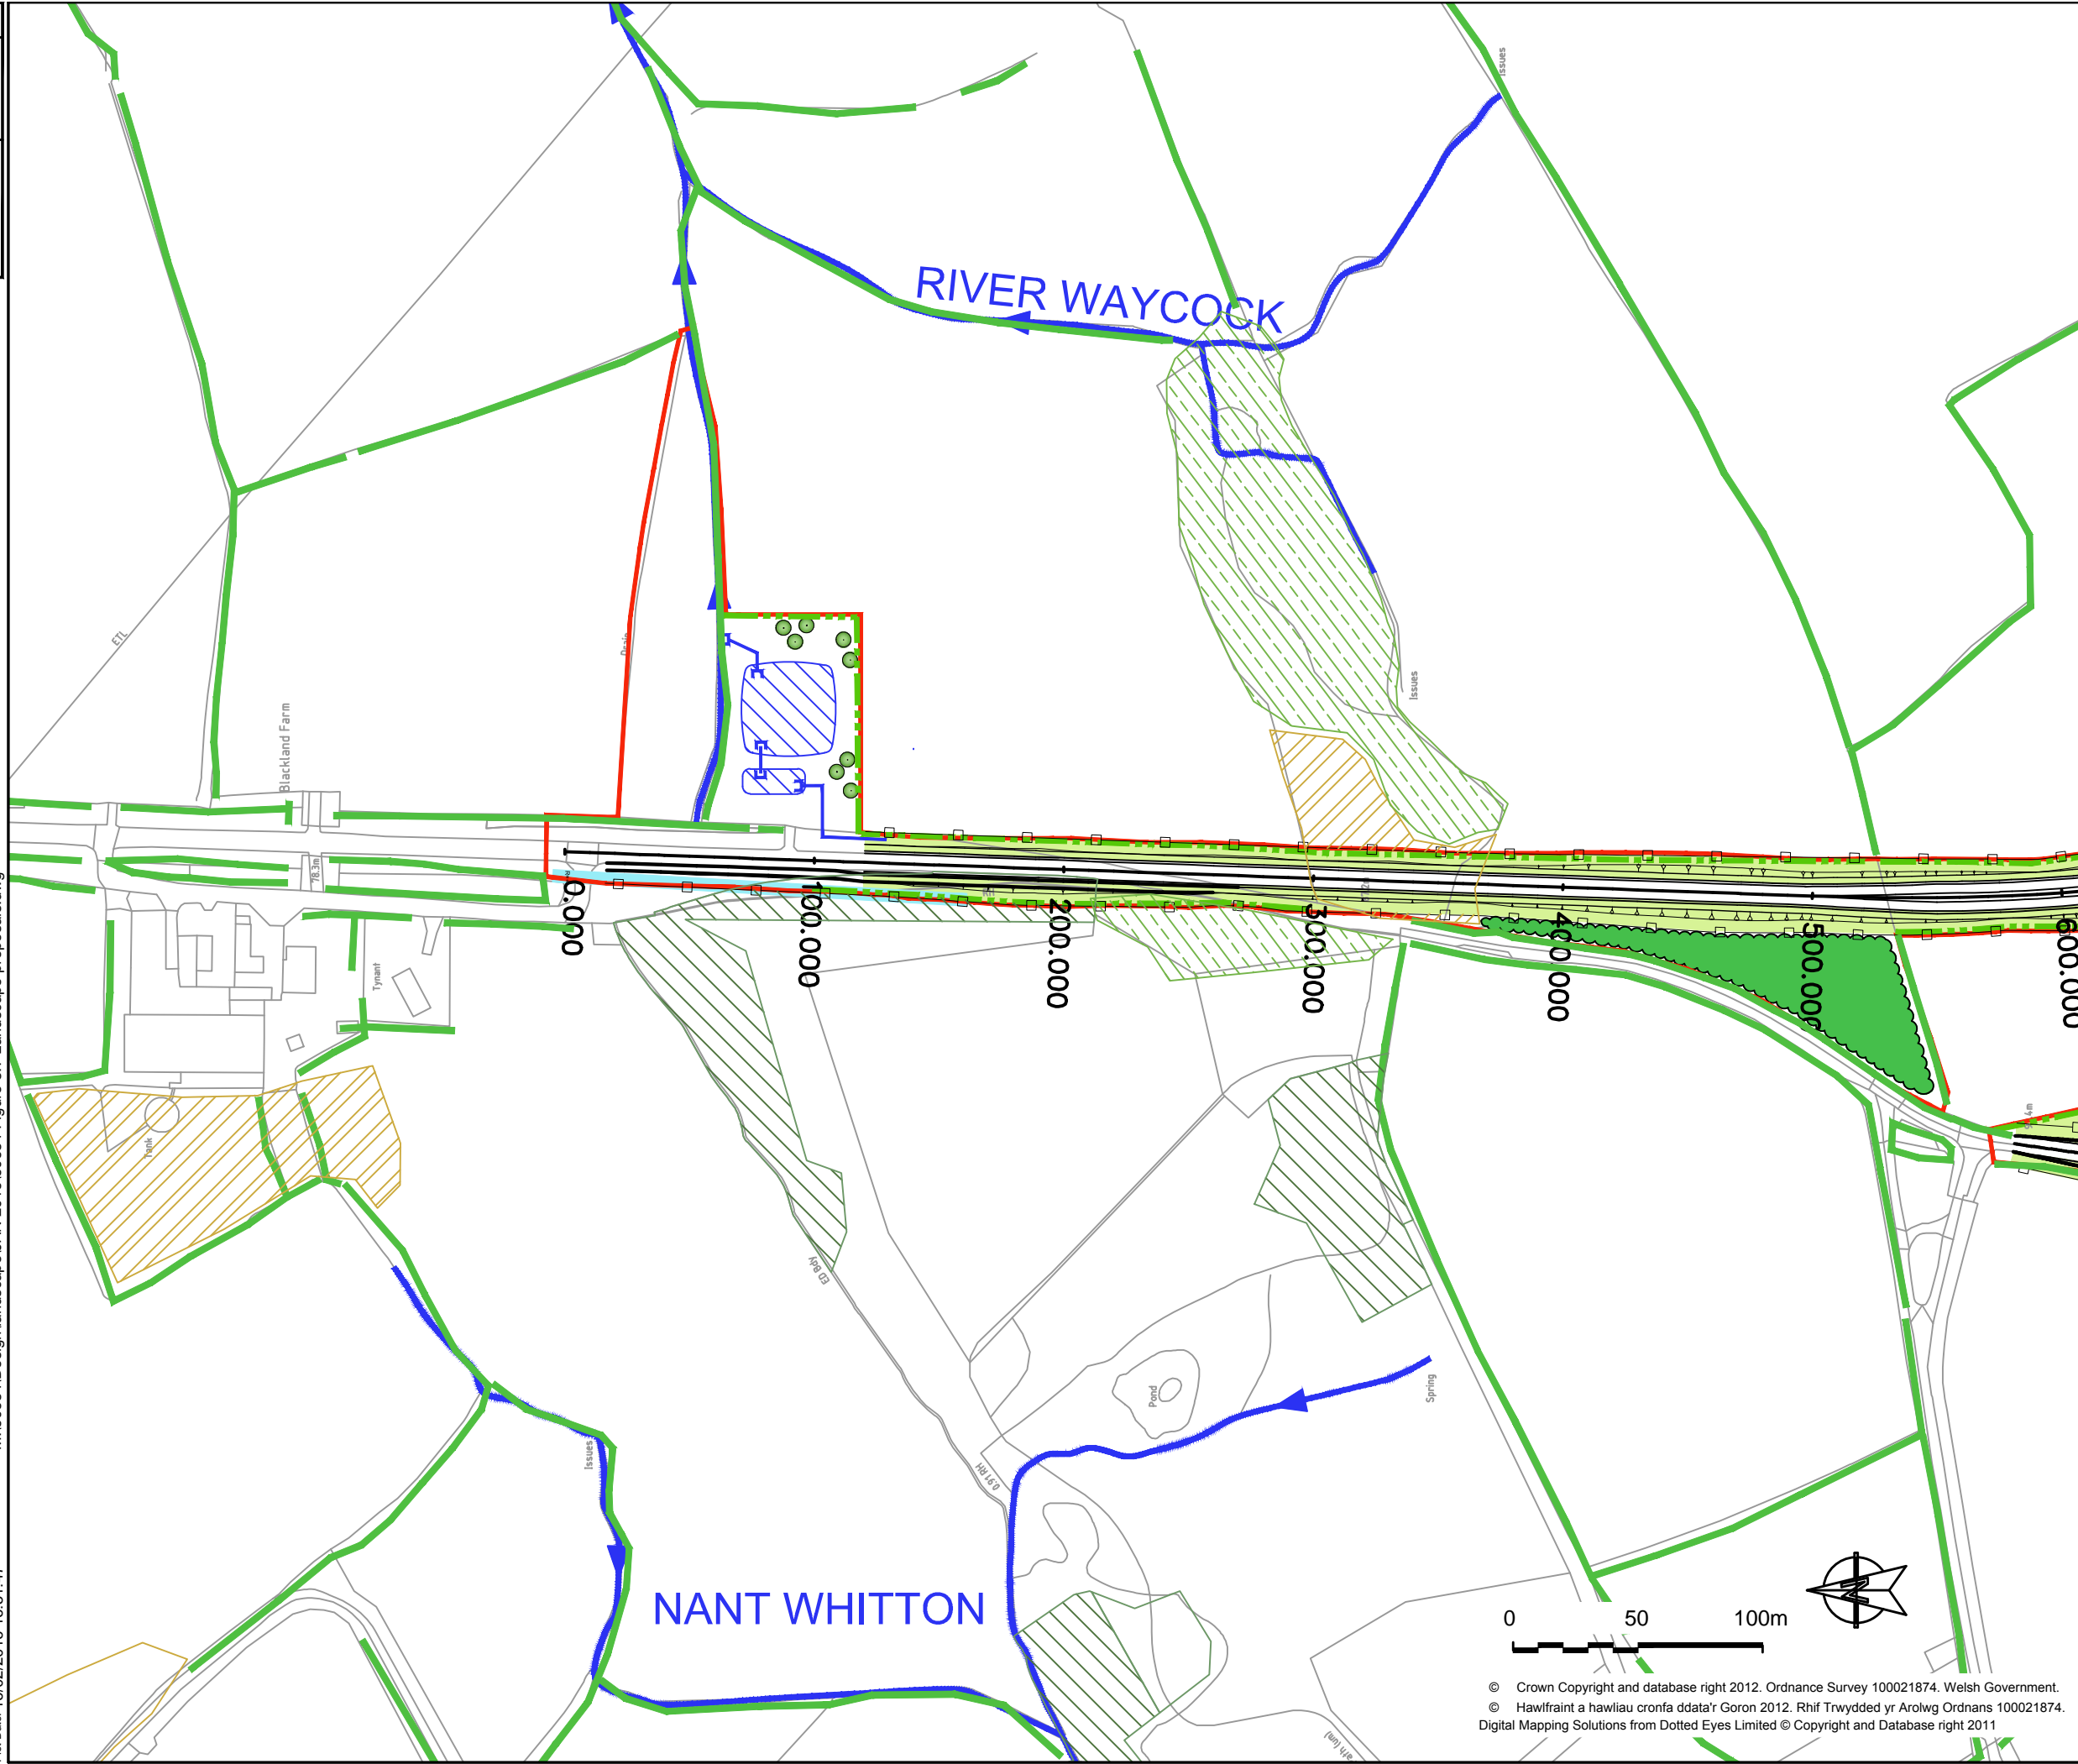 Issues
RIVER WAYCOCK
ETL
Drain
Blackland Farm
Issues
78.3m
0.000
100.000
200.000
300.000
400.000
500.000
600.000
Tynant
Tank
ED Bdy
Pond
Spring
0.91 RH
Issues
NANT WHITTON
0 50 100m
N
© Crown Copyright and database right 2012. Ordnance Survey 100021874. Welsh Government.
© Hawlfraint a hawliau cronfa ddata'r Goron 2012. Rhif Trwydded yr Arolwg Ordnans 100021874.
Digital Mapping Solutions from Dotted Eyes Limited © Copyright and Database right 2011